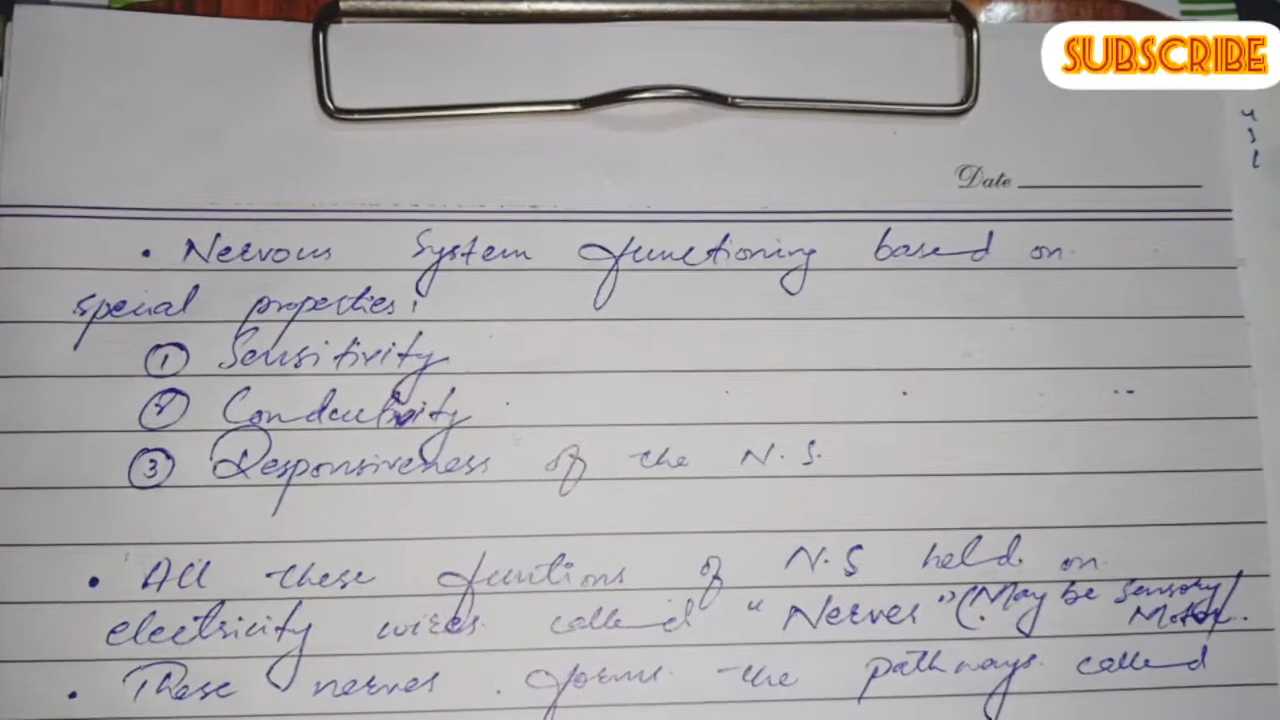 SUBSCRIBE
Date
• Nervous System functioning based on
special properties:
① Sensitivity
② Conductivity
③ Responsiveness of the N.S.
• All these funtions of N.S held on
electricity wires called "Nerves" (May be sensory/
Motor.
• These nerves forms the pathways called